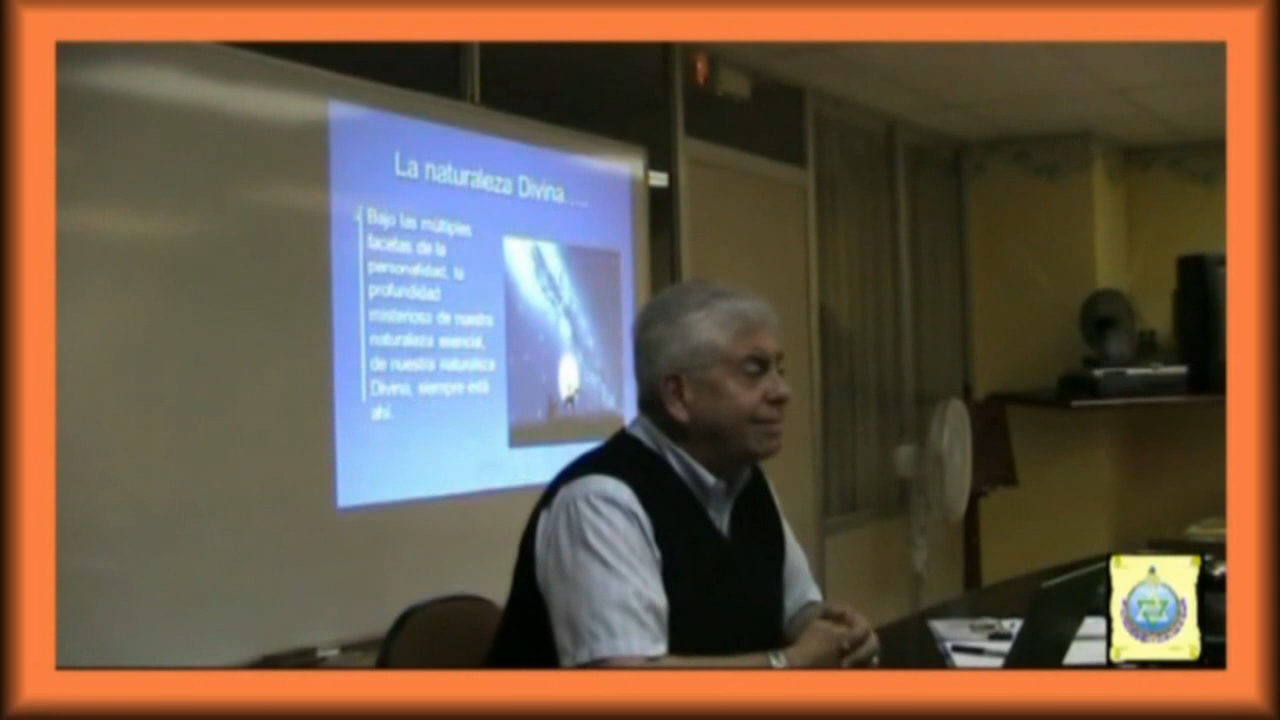 La naturaleza Divina.....
Bajo las múltiples
facetas de la
personalidad, la
profundidad
misteriosa de nuestra
naturaleza esencial,
de nuestra naturaleza
Divina, siempre está
ahí.